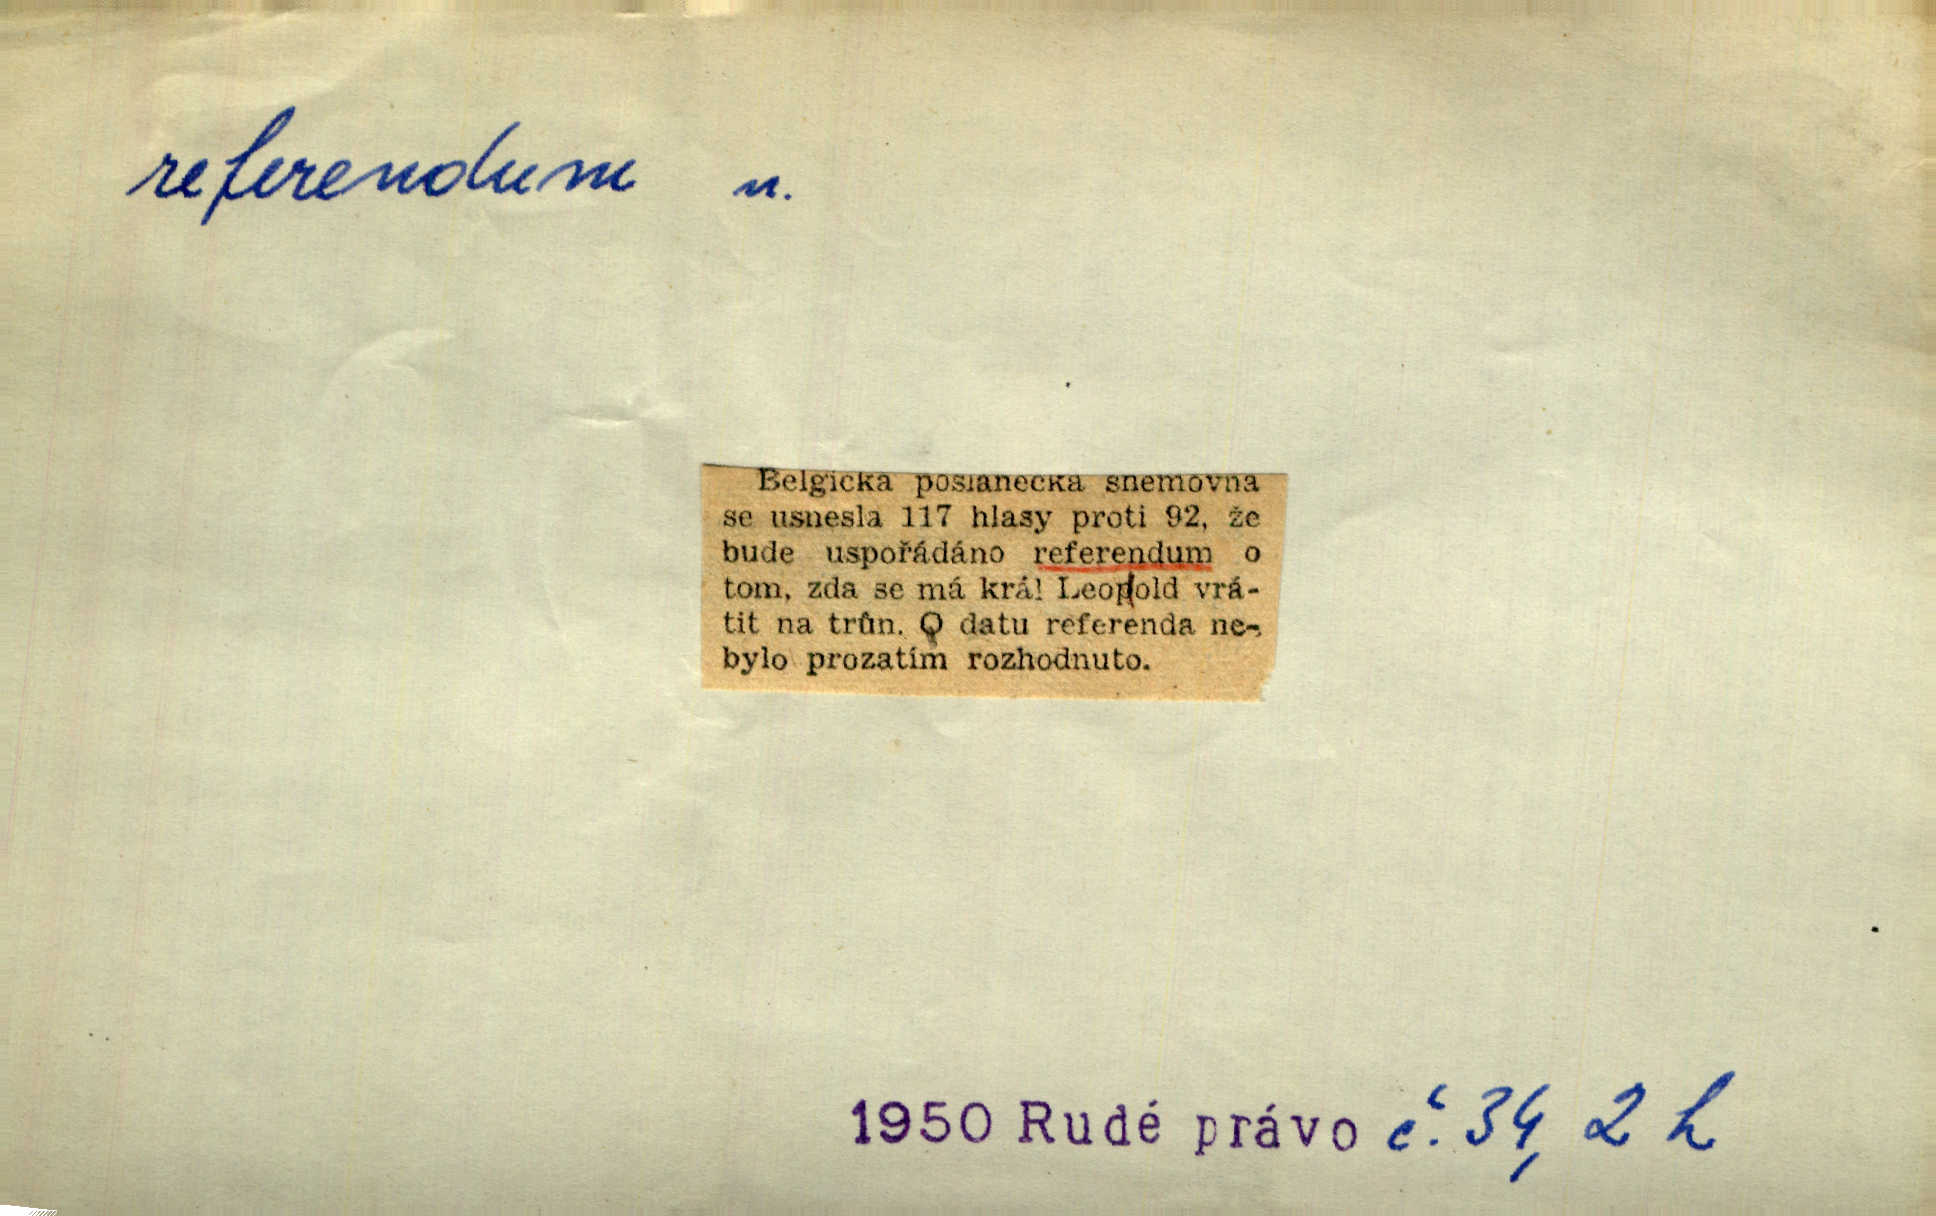 referendum n.
Belgická poslanecká sněmovna
se usnesla 117 hlasy proti 92, že
bude uspořádáno referendum o
tom, zda se má král Leopold vrá-
tit na trůn. O datu referenda ne-
bylo prozatím rozhodnuto.
1950 Rudé právo č. 34, 2 h